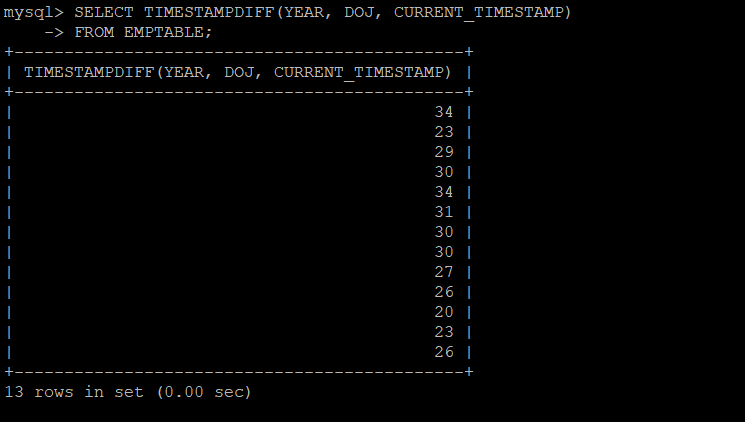 mysql> SELECT TIMESTAMPDIFF(YEAR, DOJ, CURRENT_TIMESTAMP)
    -> FROM EMPTABLE;
+---------------------------------------------+
| TIMESTAMPDIFF(YEAR, DOJ, CURRENT_TIMESTAMP) |
+---------------------------------------------+
|                                          34 |
|                                          23 |
|                                          29 |
|                                          30 |
|                                          34 |
|                                          31 |
|                                          30 |
|                                          30 |
|                                          27 |
|                                          26 |
|                                          20 |
|                                          23 |
|                                          26 |
+---------------------------------------------+
13 rows in set (0.00 sec)